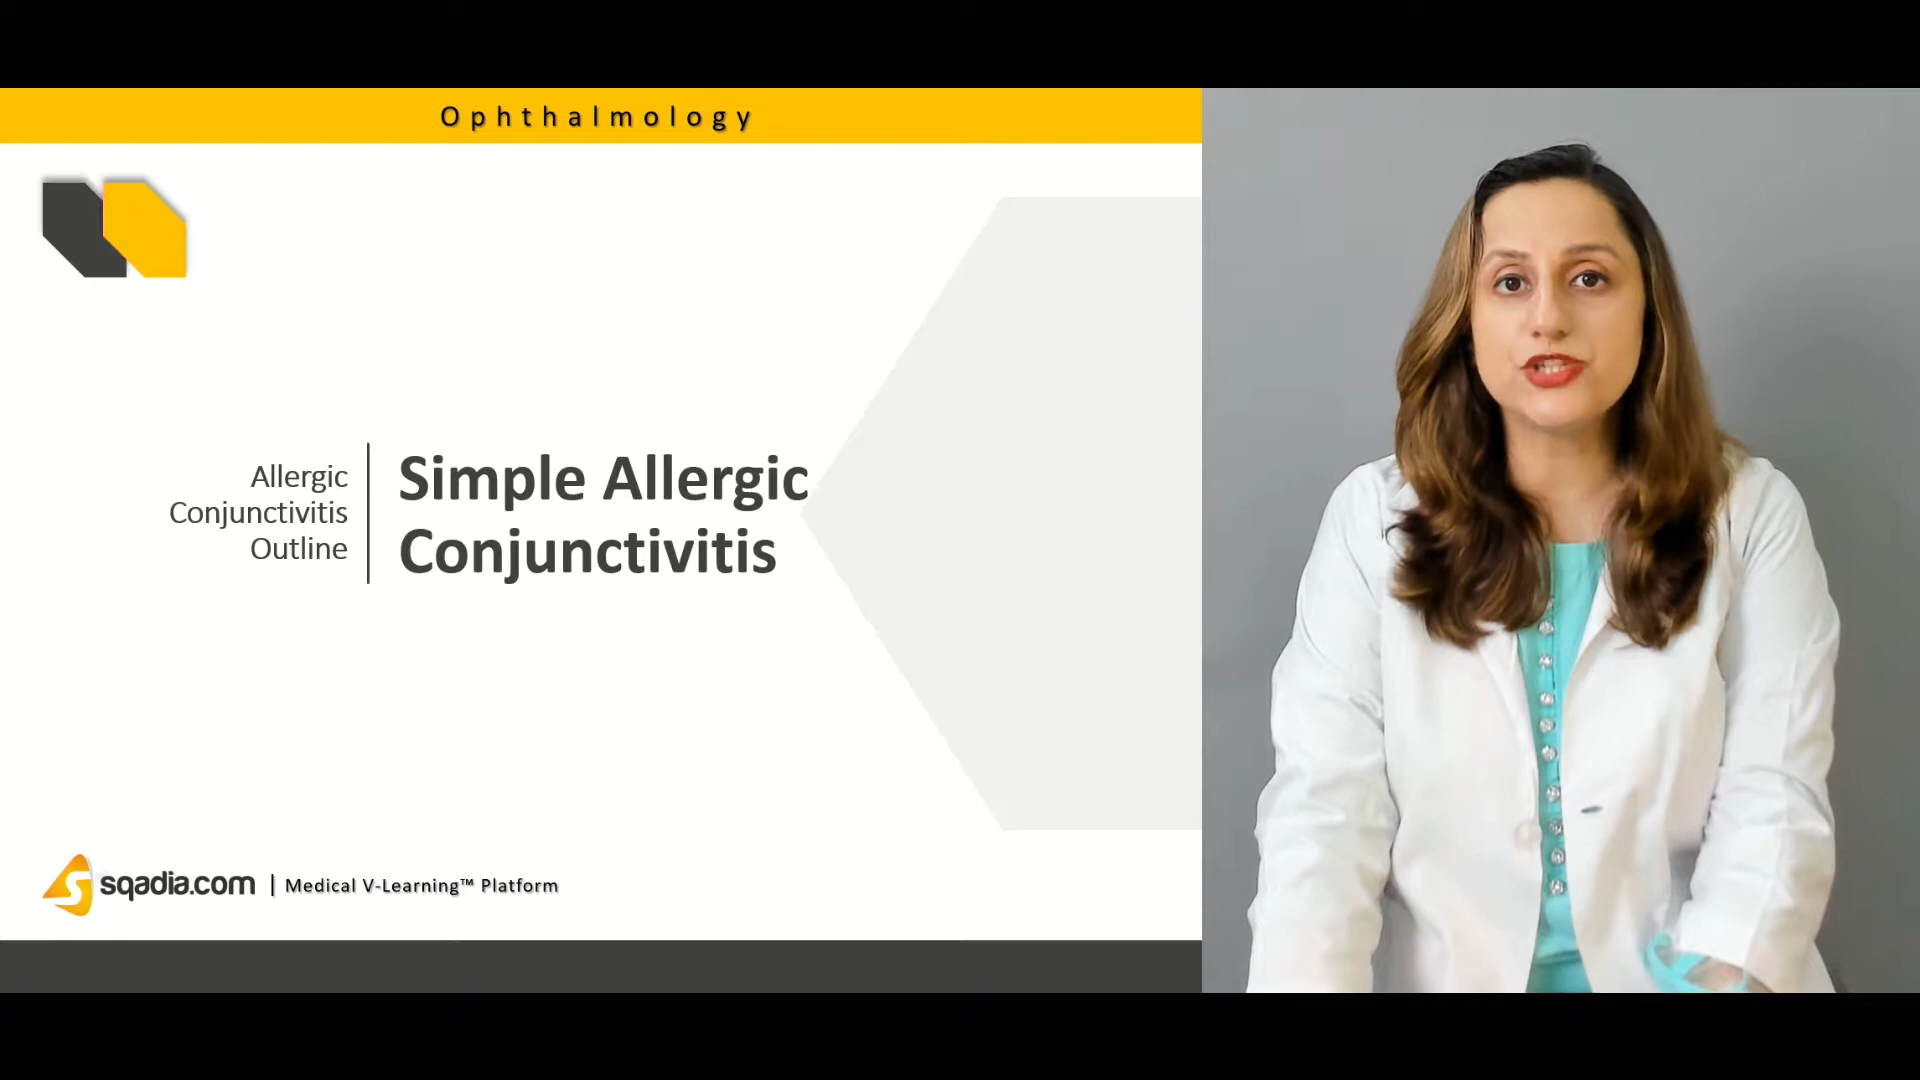 Ophthalmology
Allergic
Conjunctivitis
Outline
Simple Allergic
Conjunctivitis
sqadia.com | Medical V-Learning™ Platform